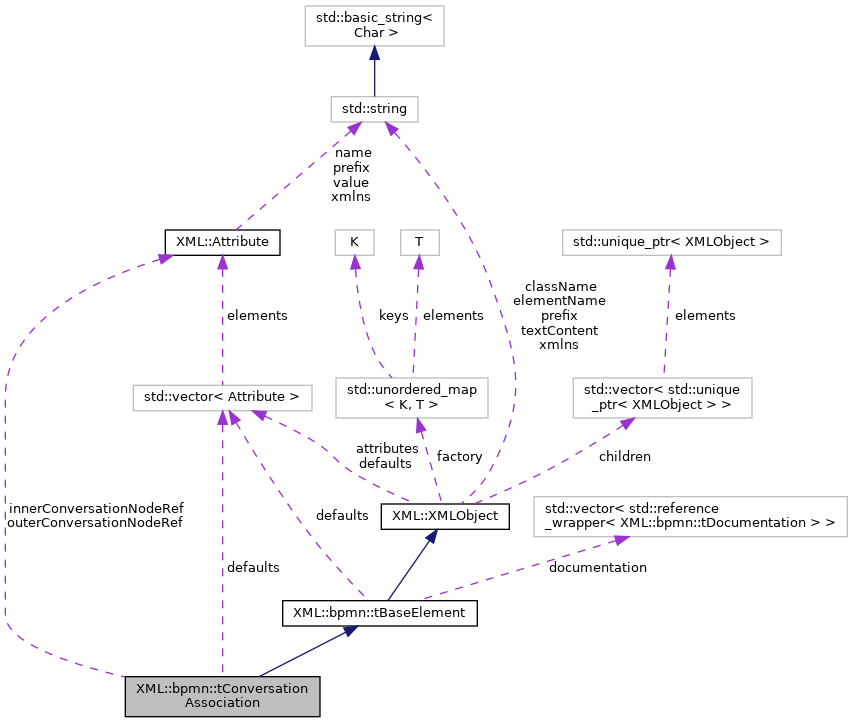 std::basic_string<
Char >
std::string
name
prefix
value
xmlns
XML::Attribute
K
T
std::unique_ptr< XMLObject >
className
elementName
prefix
textContent
xmlns
elements
keys
elements
elements
std::vector< Attribute >
std::unordered_map
< K, T >
std::vector< std::unique
_ptr< XMLObject > >
attributes
defaults
factory
children
innerConversationNodeRef
outerConversationNodeRef
defaults
XML::XMLObject
std::vector< std::reference
_wrapper< XML::bpmn::tDocumentation > >
defaults
documentation
XML::bpmn::tBaseElement
XML::bpmn::tConversation
Association